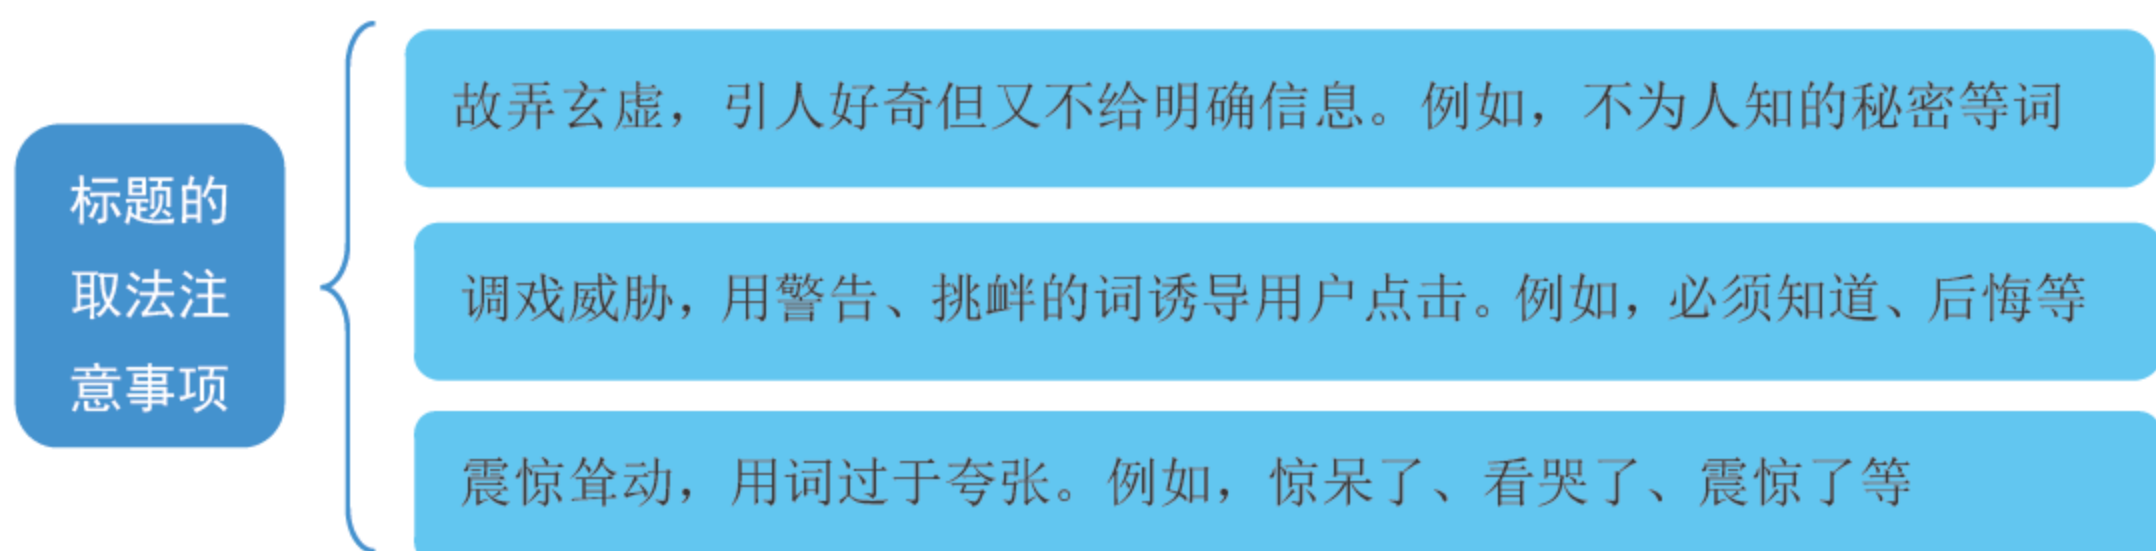 标题的
取法注
意事项
故弄玄虚，引人好奇但又不给明确信息。例如，不为人知的秘密等词
调戏威胁，用警告、挑衅的词诱导用户点击。例如，必须知道、后悔等
震惊耸动，用词过于夸张。例如，惊呆了、看哭了、震惊了等